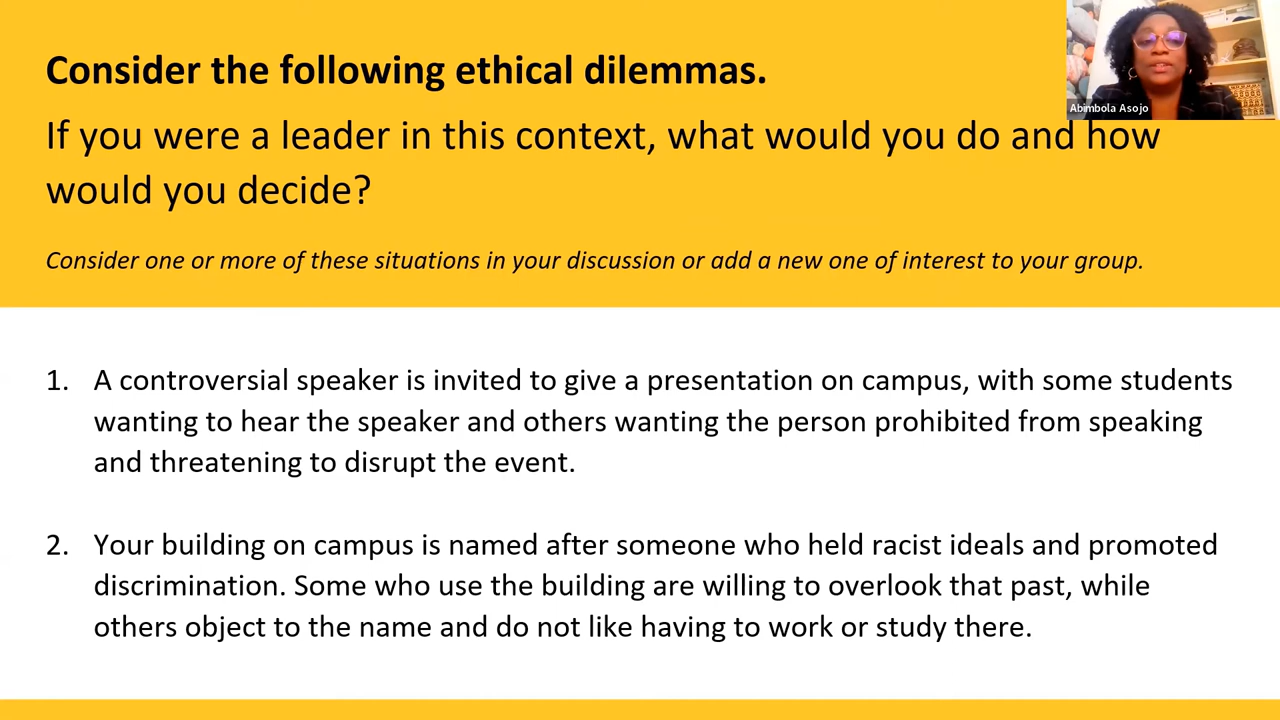 Consider the following ethical dilemmas.
Abimbola Asojo
If you were a leader in this context, what would you do and how
would you decide?
Consider one or more of these situations in your discussion or add a new one of interest to your group.
1. A controversial speaker is invited to give a presentation on campus, with some students
wanting to hear the speaker and others wanting the person prohibited from speaking
and threatening to disrupt the event.
2. Your building on campus is named after someone who held racist ideals and promoted
discrimination. Some who use the building are willing to overlook that past, while
others object to the name and do not like having to work or study there.